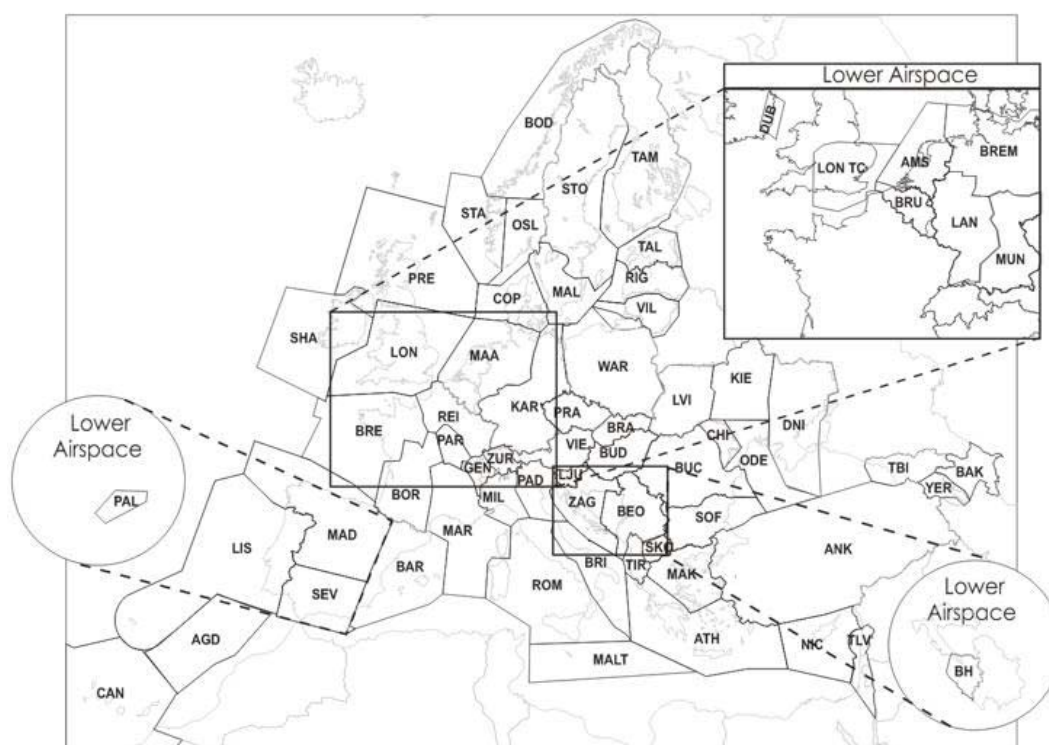 Lower Airspace
DUB
LON TC
AMS
BREM
BRU
LAN
MUN
BOD
TAM
STO
STA
OSL
TAL
PRE
RIG
COP
MAL
VIL
SHA
LON
MAA
WAR
KIE
LVI
KAR
PRA
REI
BRE
BRA
DNI
PAR
VIE
CHI
BUD
ODE
ZUR
GEN
LJU
BUC
PAD
TBI
BAK
YER
MIL
BOR
ZAG
BEO
SOF
MAR
ANK
MAD
LIS
SKO
BRI
TIR
MAK
BAR
ROM
SEV
AGD
ATH
NIC
TLV
MALT
CAN
Lower
Airspace
PAL
Lower
Airspace
BH